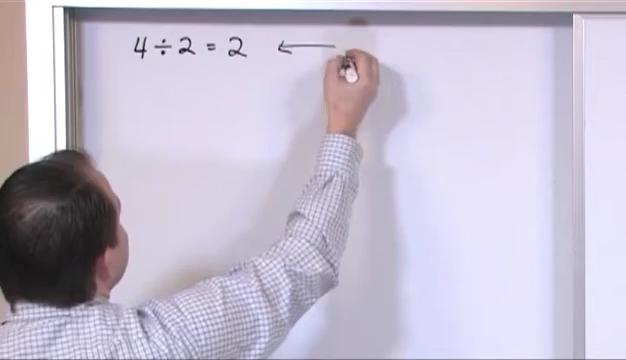 4 ÷ 2 = 2 ←